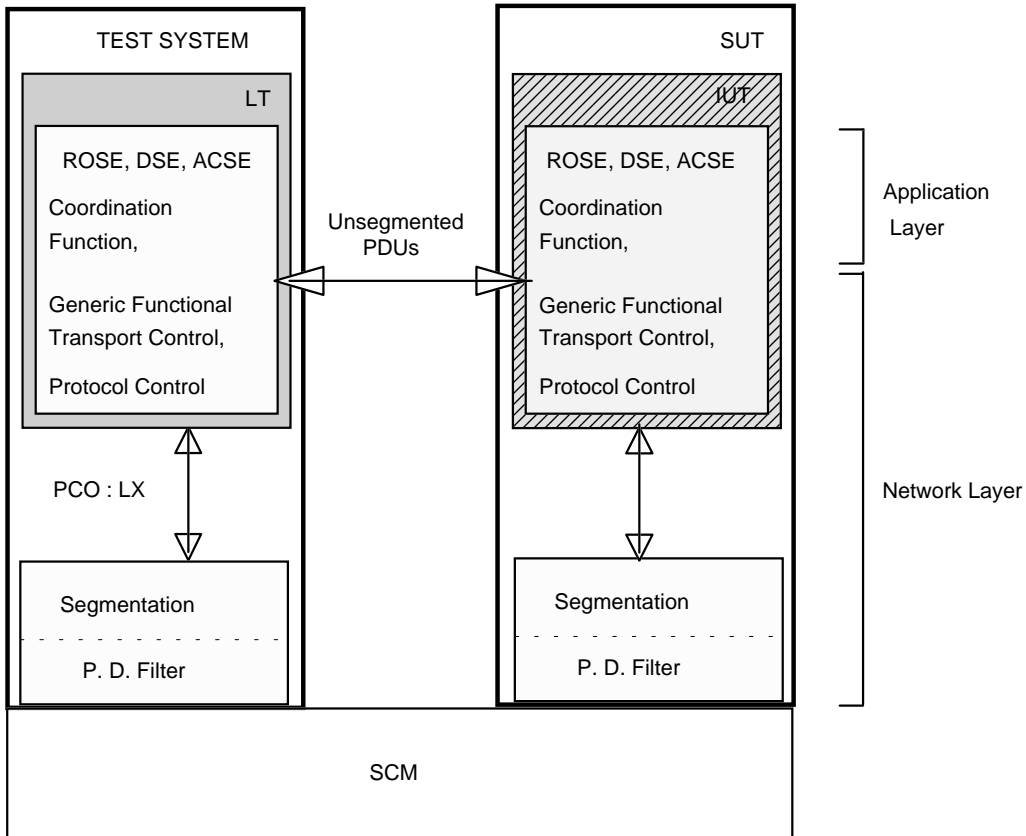 TEST SYSTEM
LT
ROSE, DSE, ACSE
Coordination
Function,
Generic Functional
Transport Control,
Protocol Control
PCO : LX
Segmentation
P. D. Filter
Unsegmented
PDUs
SUT
IUT
ROSE, DSE, ACSE
Coordination
Function,
Generic Functional
Transport Control,
Protocol Control
Segmentation
P. D. Filter
Application
Layer
Network Layer
SCM